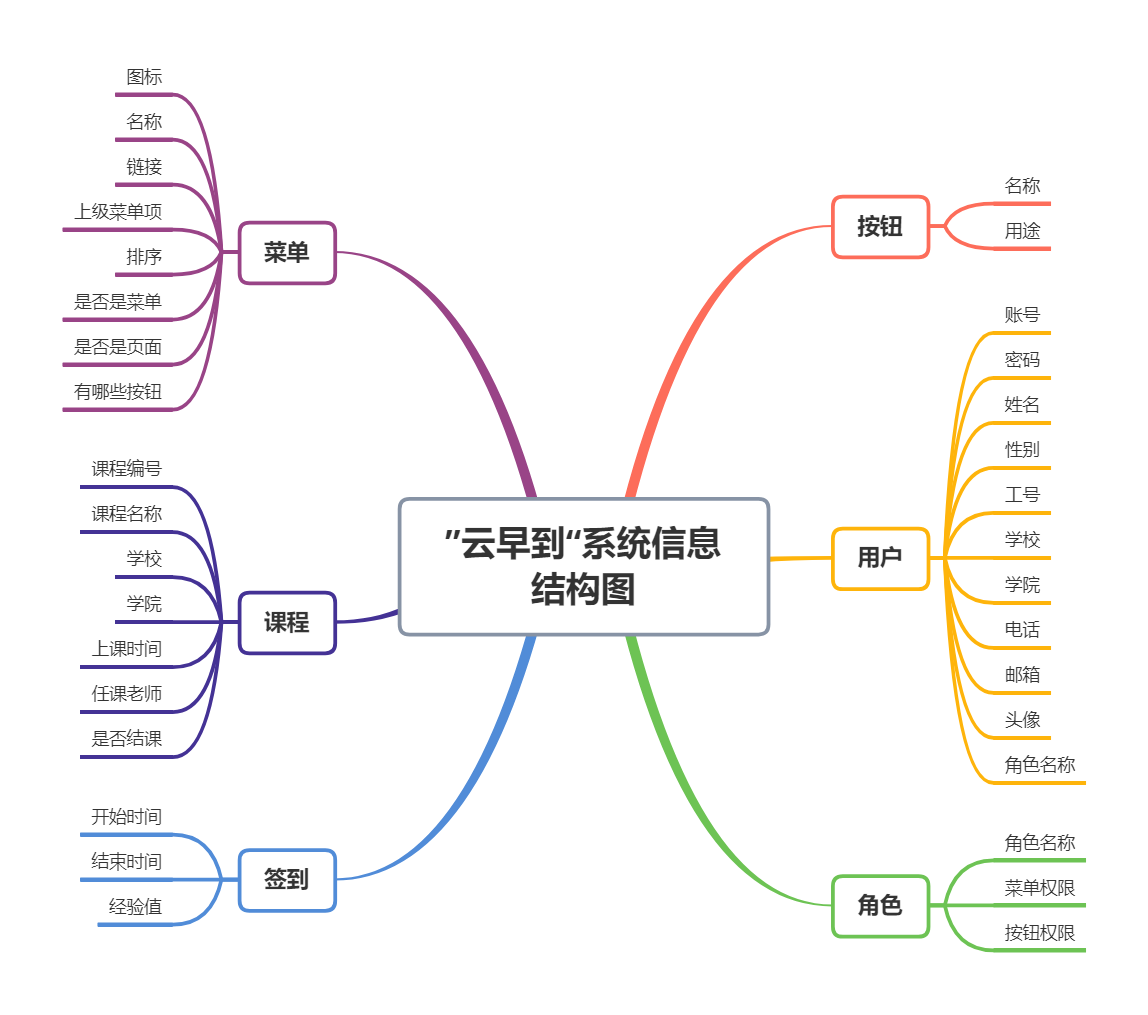 ”云早到“系统信息
结构图
按钮
名称
用途
用户
账号
密码
姓名
性别
工号
学校
学院
电话
邮箱
头像
角色名称
角色
角色名称
菜单权限
按钮权限
菜单
图标
名称
链接
上级菜单项
排序
是否是菜单
是否是页面
有哪些按钮
课程
课程编号
课程名称
学校
学院
上课时间
任课老师
是否结课
签到
开始时间
结束时间
经验值